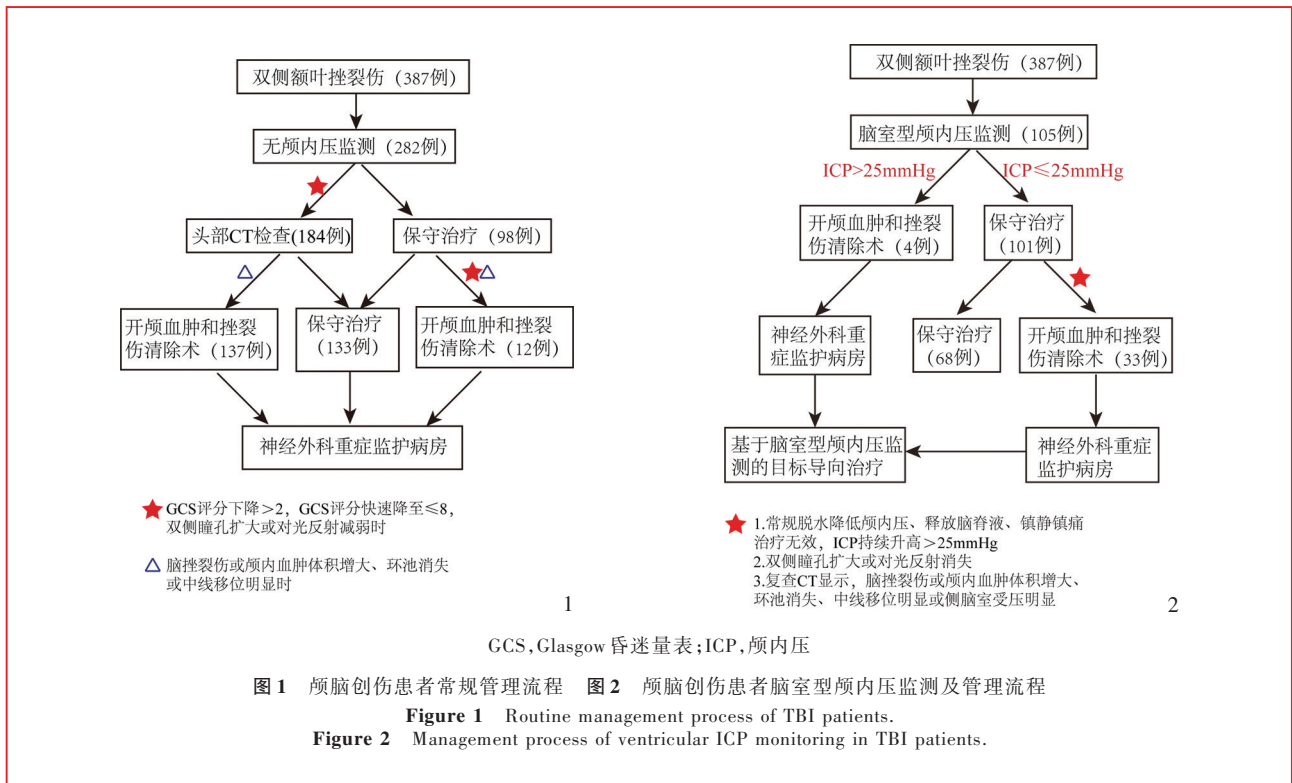 双侧额叶挫裂伤（387例）
无颅内压监测（282例）
头部CT检查(184例)
保守治疗（98例）
开颅血肿和挫裂
伤清除术（137例）
保守治疗
（133例）
开颅血肿和挫裂
伤清除术（12例）
神经外科重症监护病房
GCS评分下降＞2，GCS评分快速降至≤8，
双侧瞳孔扩大或对光反射减弱时
脑挫裂伤或颅内血肿体积增大、环池消失
或中线移位明显时
1
双侧额叶挫裂伤（387例）
脑室型颅内压监测（105例）
ICP>25mmHg
ICP≤25mmHg
开颅血肿和挫裂
伤清除术（4例）
保守治疗
（101例）
神经外科重
症监护病房
保守治疗
（68例）
开颅血肿和挫裂
伤清除术（33例）
基于脑室型颅内压监
测的目标导向治疗
神经外科重症
监护病房
1.常规脱水降低颅内压、释放脑脊液、镇静镇痛
治疗无效，ICP持续升高＞25mmHg
2.双侧瞳孔扩大或对光反射消失
3.复查CT显示，脑挫裂伤或颅内血肿体积增大、
环池消失、中线移位明显或侧脑室受压明显
2
GCS,Glasgow昏迷量表;ICP,颅内压
图1 颅脑创伤患者常规管理流程 图2 颅脑创伤患者脑室型颅内压监测及管理流程
Figure 1 Routine management process of TBI patients.
Figure 2 Management process of ventricular ICP monitoring in TBI patients.